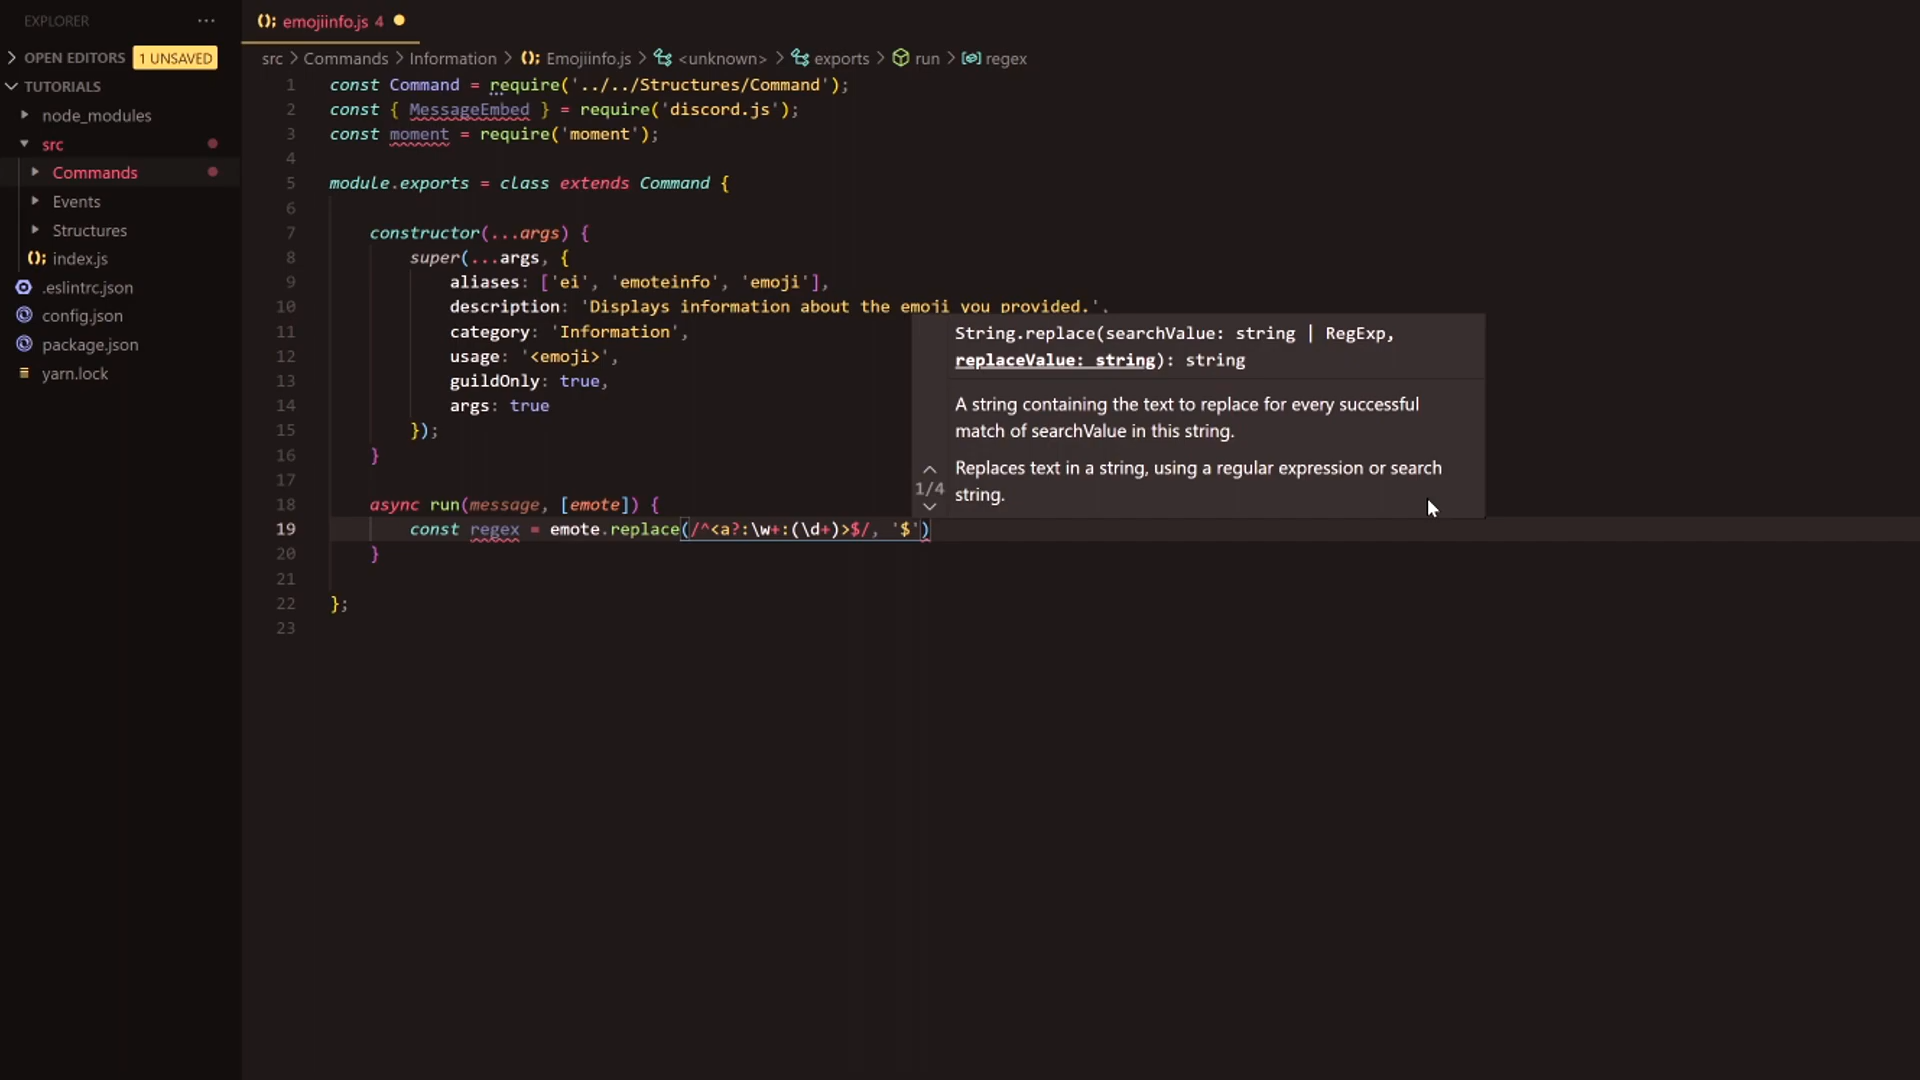 EXPLORER
···
OPEN EDITORS 1 UNSAVED
TUTORIALS
node_modules
src
Commands
Events
Structures
index.js
.eslintrc.json
config.json
package.json
yarn.lock
emojiinfo.js 4
src > Commands > Information > Emojiinfo.js > <unknown> > exports > run > regex
1 const Command = require('../../Structures/Command');
2 const { MessageEmbed } = require('discord.js');
3 const moment = require('moment');
4
5 module.exports = class extends Command {
6
7 constructor(...args) {
8 super(...args, {
9 aliases: ['ei', 'emoteinfo', 'emoji'],
10 description: 'Displays information about the emoji you provided.',
11 category: 'Information',
12 usage: '<emoji>',
13 guildOnly: true,
14 args: true
15 });
16 }
17
18 async run(message, [emote]) {
19 const regex = emote.replace(/^<a?:\w+:(\d+)>$/, '$')
20 }
21
22 };
23
String.replace(searchValue: string | RegExp,
replaceValue: string): string
A string containing the text to replace for every successful
match of searchValue in this string.
1/4
Replaces text in a string, using a regular expression or search
string.